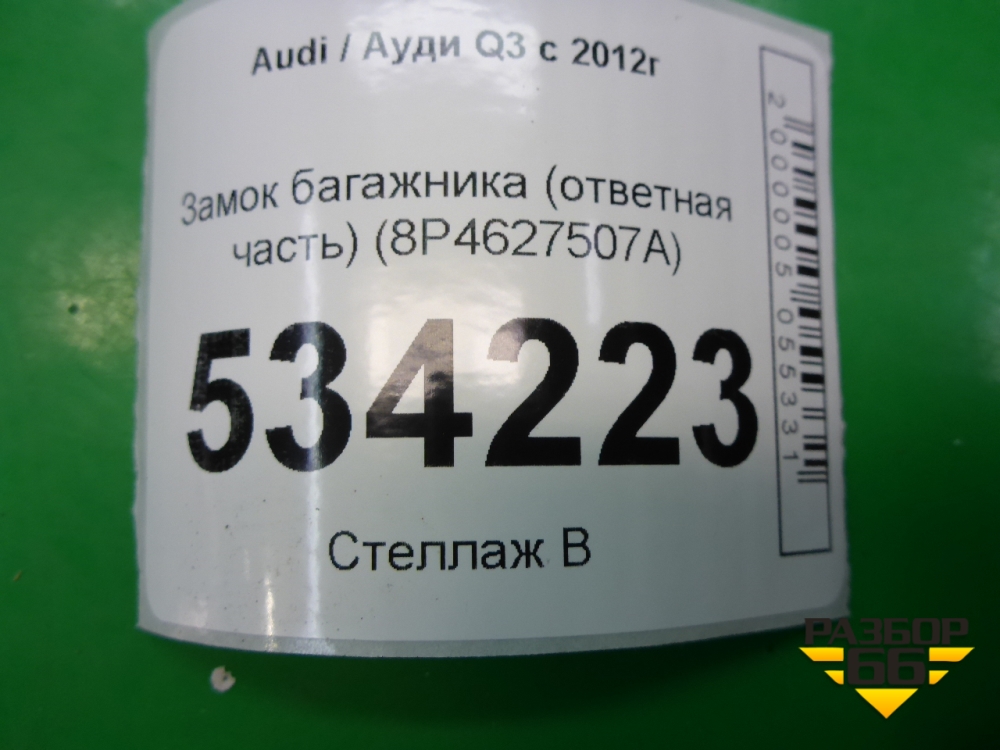 Audi / Ауди Q3 с 2012г
Замок багажника (ответная
часть) (8P4627507A)
534223
Стеллаж В
2000005055331
РАЗБОР
66